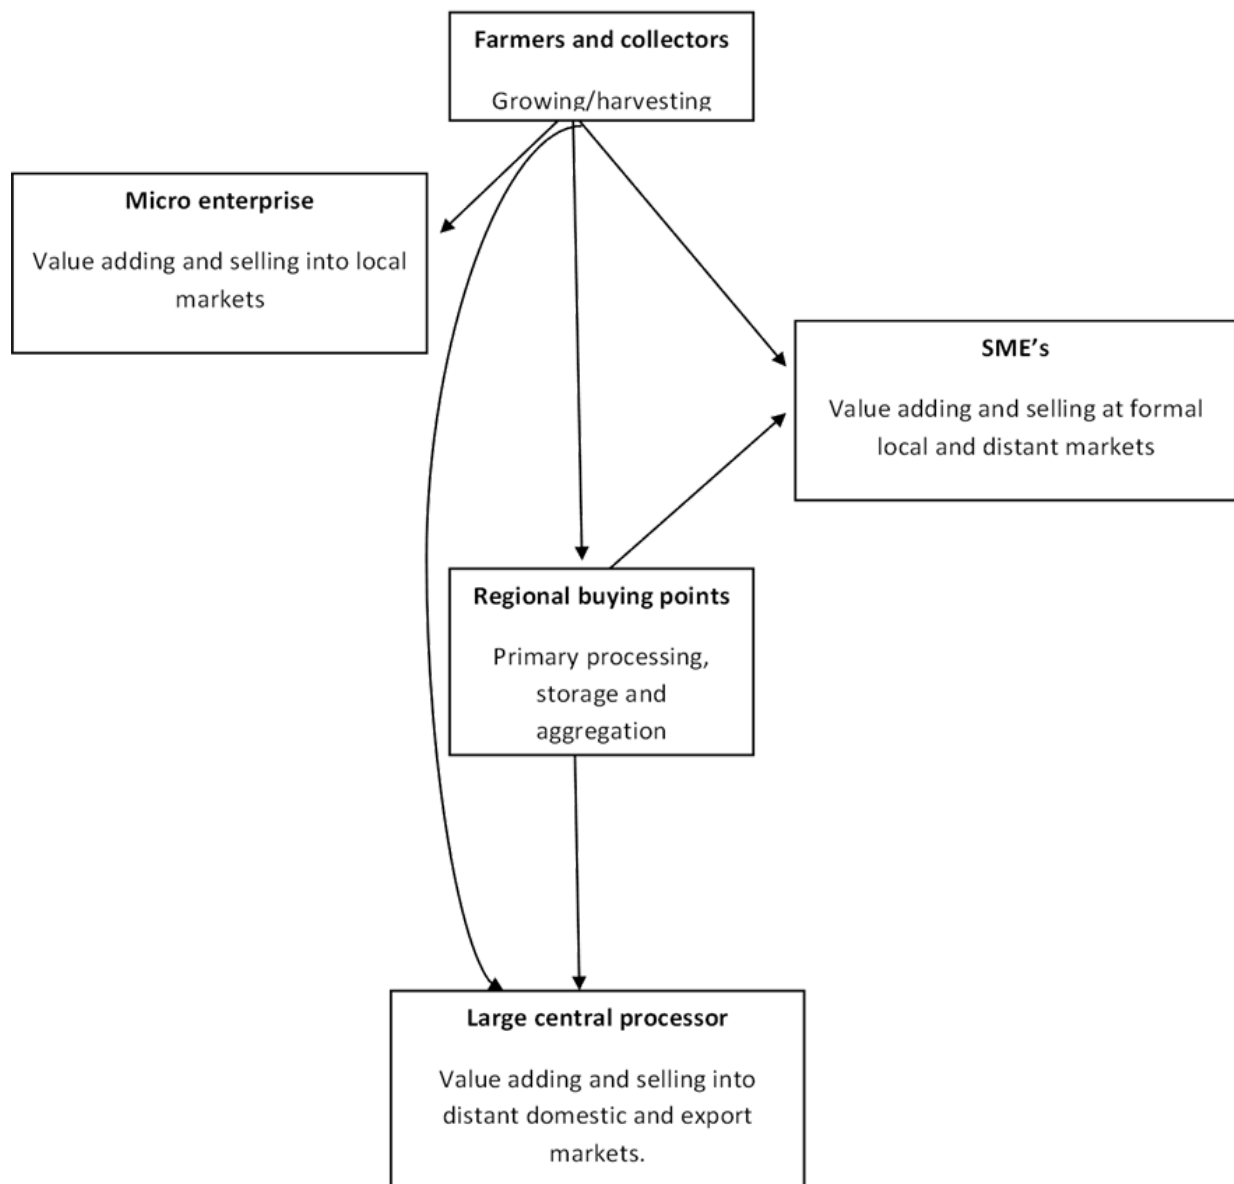 Farmers and collectors
Growing/harvesting
Micro enterprise
Value adding and selling into local
markets
SME’s
Value adding and selling at formal
local and distant markets
Regional buying points
Primary processing,
storage and
aggregation
Large central processor
Value adding and selling into
distant domestic and export
markets.